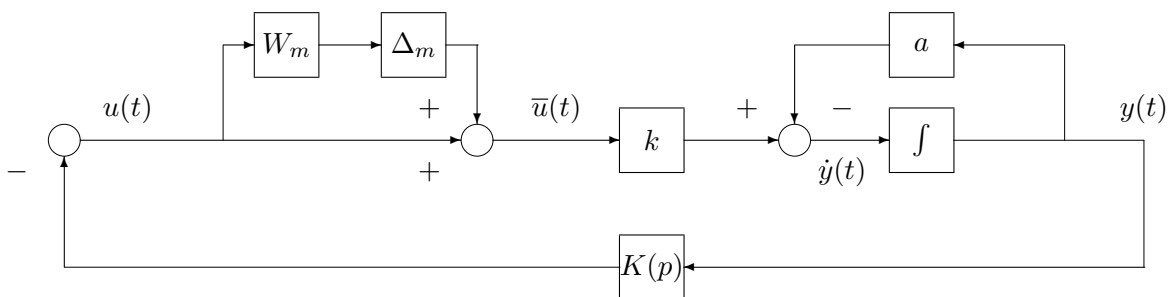 W_m Δ_m a
u(t) + u̅(t) + − y(t)
k ∫
− + ẏ(t)
K(p)